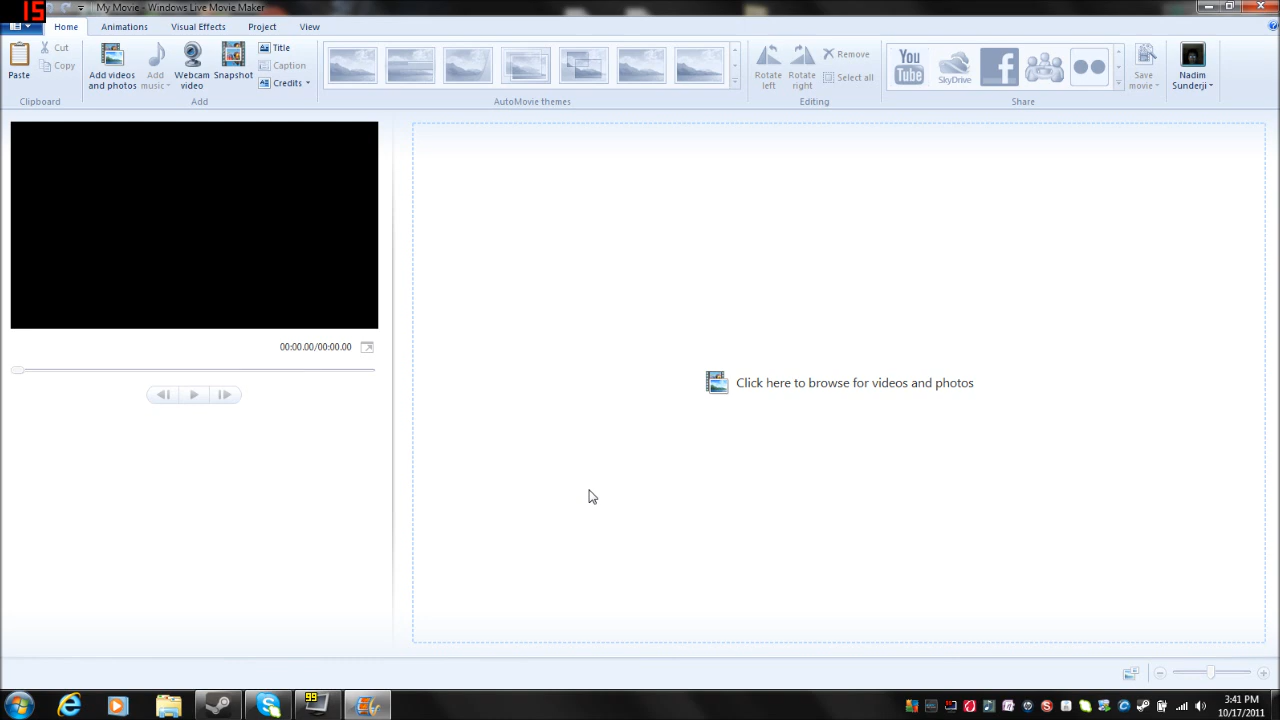 15
My Movie - Windows Live Movie Maker
Home
Animations
Visual Effects
Project
View
Paste
Cut
Copy
Clipboard
Add videos
and photos
Add
music
Webcam
video
Snapshot
Title
Caption
Credits
Add
AutoMovie themes
Rotate
left
Rotate
right
Remove
Select all
Editing
You
Tube
SkyDrive
f
Share
Save
movie
Nadim
Sunderji
00:00.00/00:00.00
Click here to browse for videos and photos
99
3:41 PM
10/17/2011